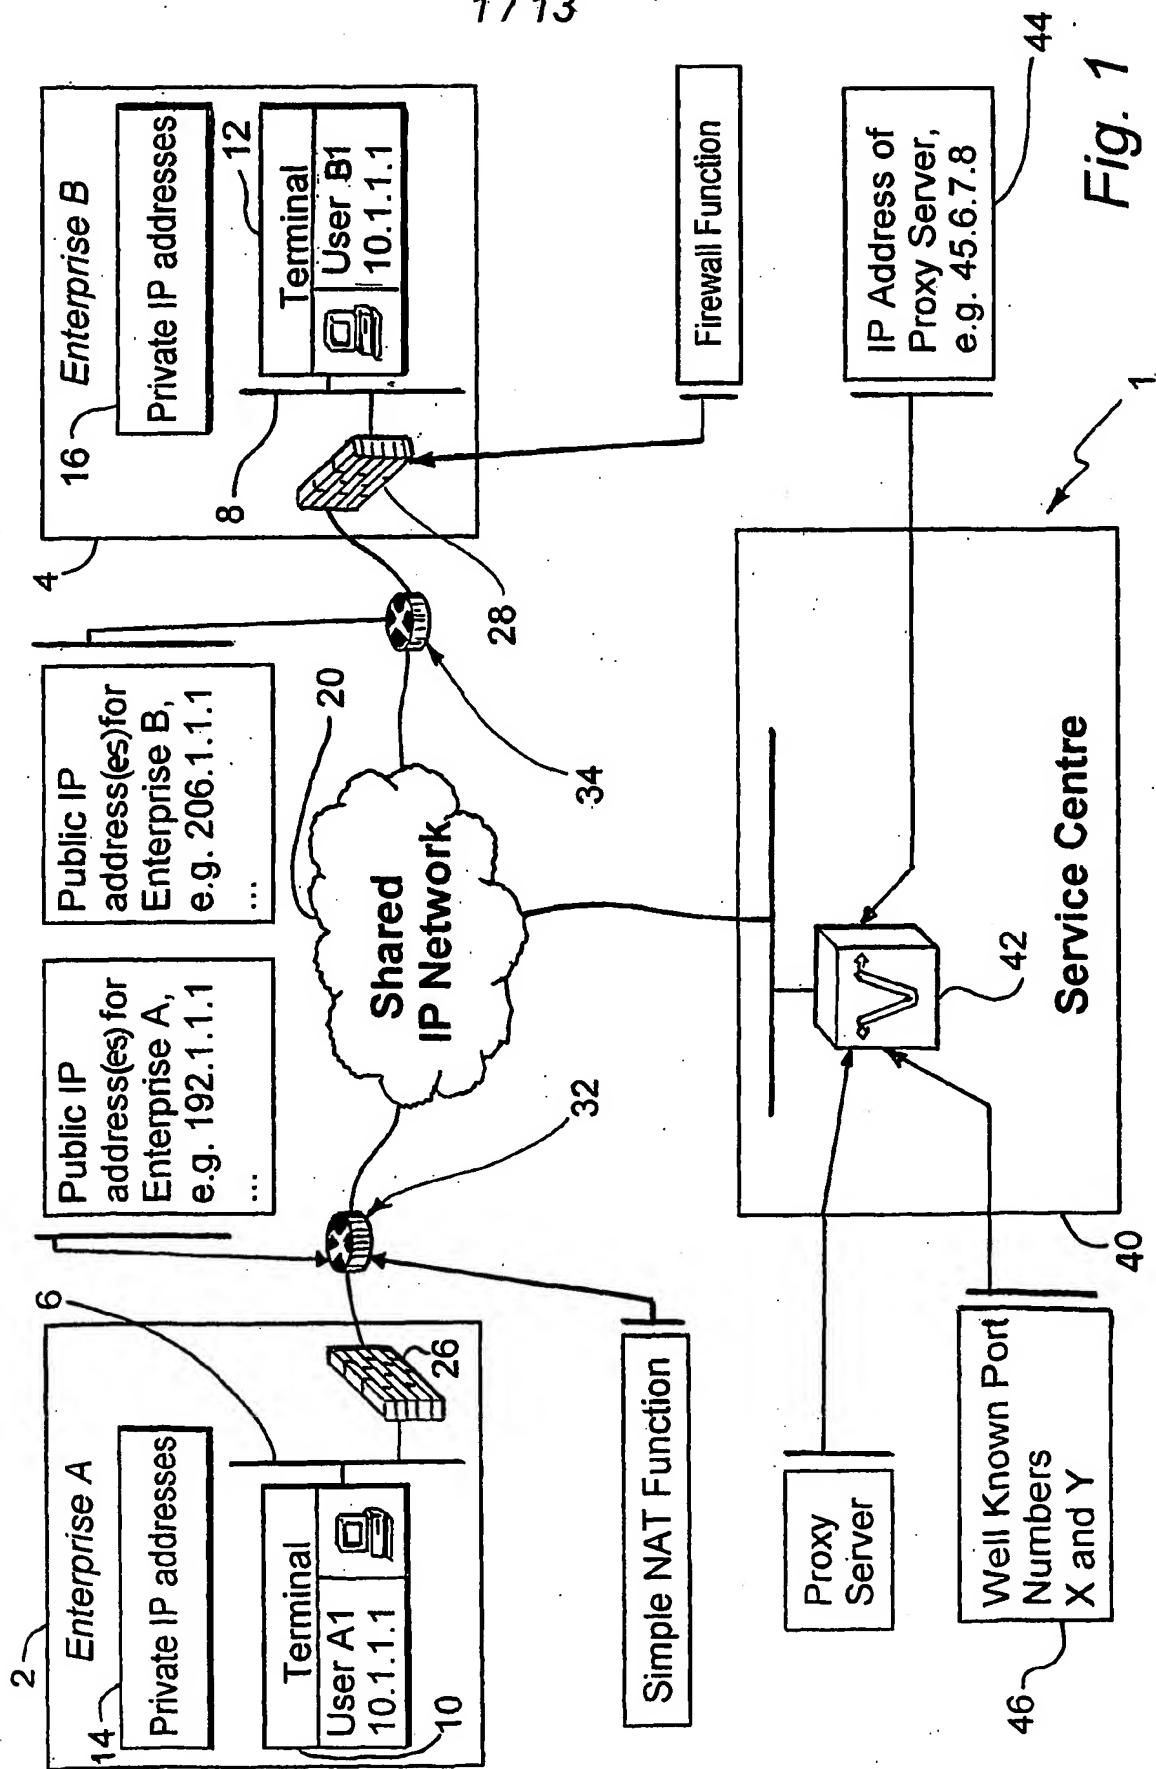 1 / 13
2
Enterprise A
14
Private IP addresses
Terminal
User A1
10.1.1.1
10
6
26
Public IP
address(es) for
Enterprise A,
e.g. 192.1.1.1
...
Public IP
address(es)for
Enterprise B,
e.g. 206.1.1.1
...
4
Enterprise B
16
Private IP addresses
12
Terminal
User B1
10.1.1.1
8
28
32
Shared
IP Network
20
34
Simple NAT Function
Firewall Function
Proxy
Server
Well Known Port
Numbers
X and Y
46
40
42
Service Centre
1
IP Address of
Proxy Server,
e.g. 45.6.7.8
44
Fig. 1